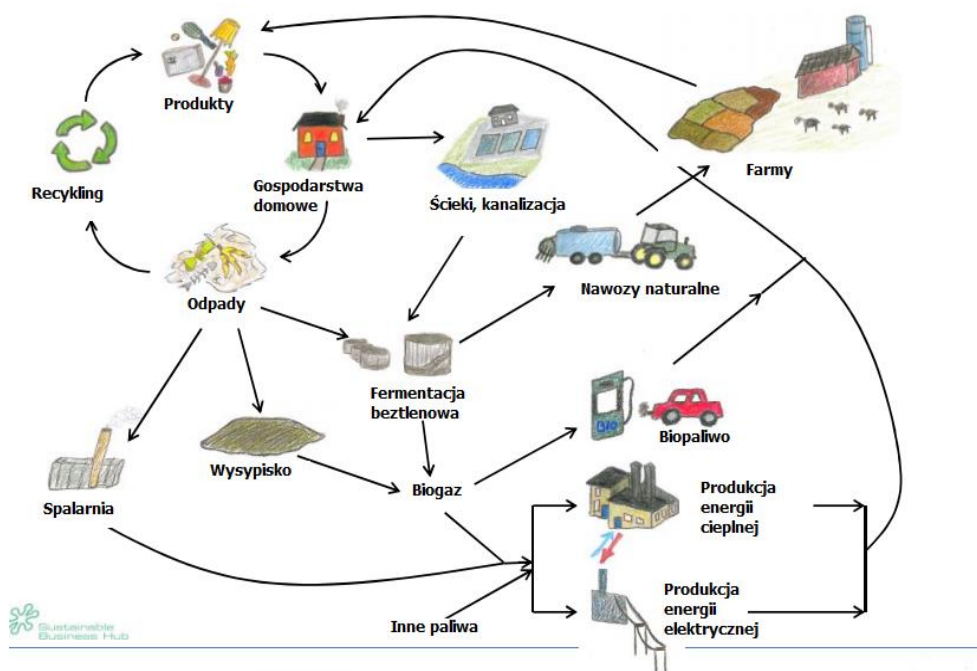 Produkty
Recykling
Gospodarstwa
domowe
Ścieki, kanalizacja
Farmy
Odpady
Nawozy naturalne
Fermentacja
beztlenowa
BIO
Biopaliwo
Wysypisko
Spalarnia
Biogaz
Produkcja
energii
cieplnej
Produkcja
energii
elektrycznej
Inne paliwa
Sustainable
Business Hub